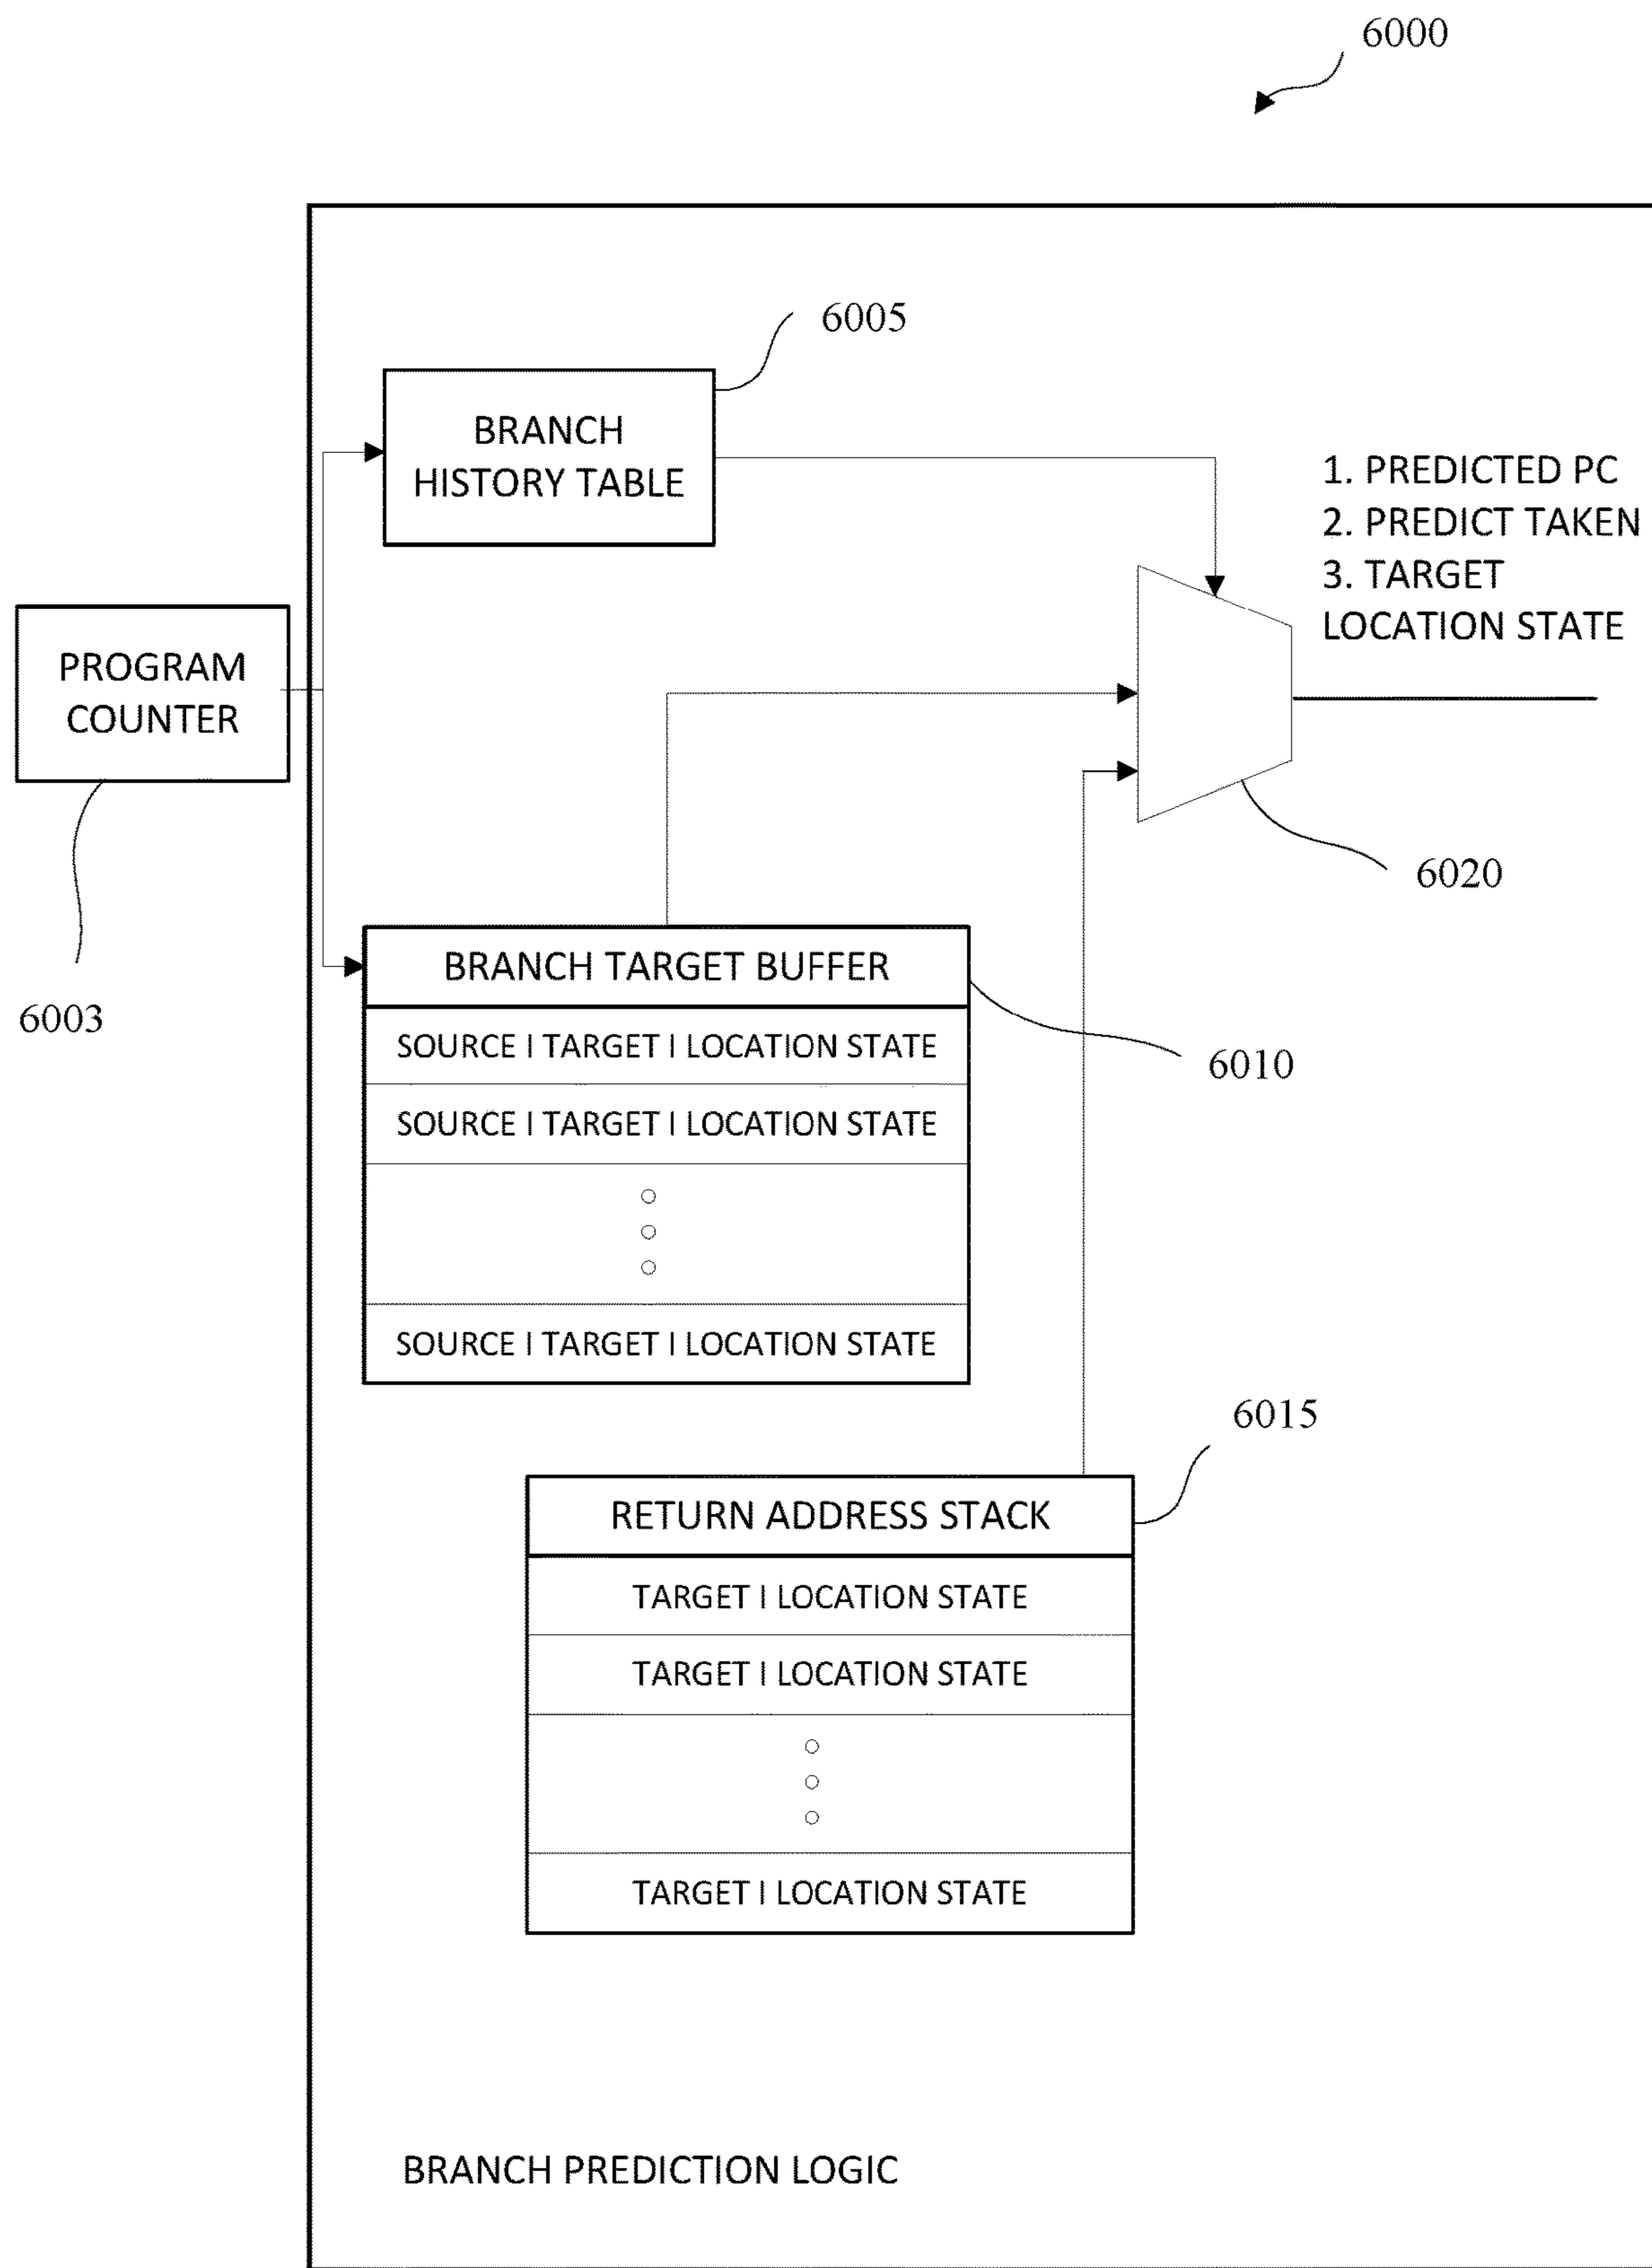 6000
6005
BRANCH
HISTORY TABLE
1. PREDICTED PC
2. PREDICT TAKEN
3. TARGET
LOCATION STATE
PROGRAM
COUNTER
6020
6003
BRANCH TARGET BUFFER
SOURCE | TARGET | LOCATION STATE
6010
SOURCE | TARGET | LOCATION STATE
SOURCE | TARGET | LOCATION STATE
6015
RETURN ADDRESS STACK
TARGET | LOCATION STATE
TARGET | LOCATION STATE
TARGET | LOCATION STATE
BRANCH PREDICTION LOGIC